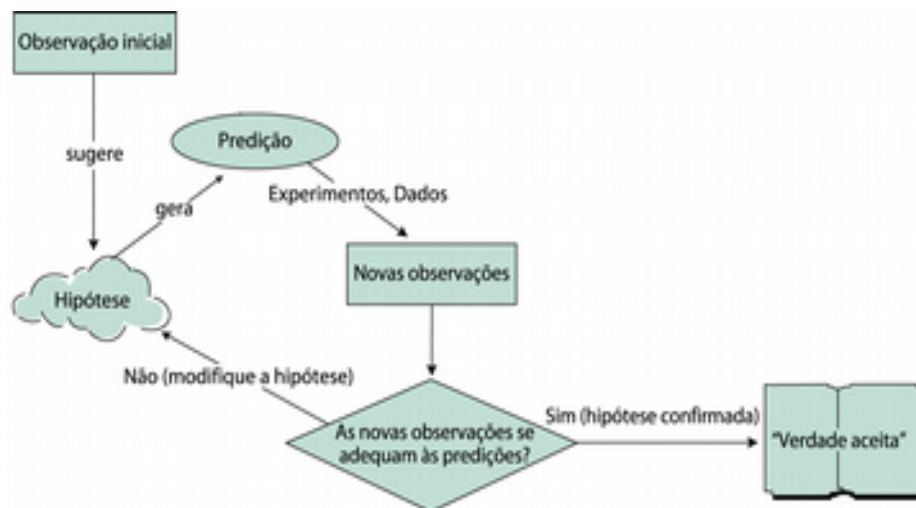 Observação inicial
sugere
Predição
gera
Experimentos, Dados
Novas observações
Hipótese
Não (modifique a hipótese)
As novas observações se
adequam às predições?
Sim (hipótese confirmada)
"Verdade aceita"